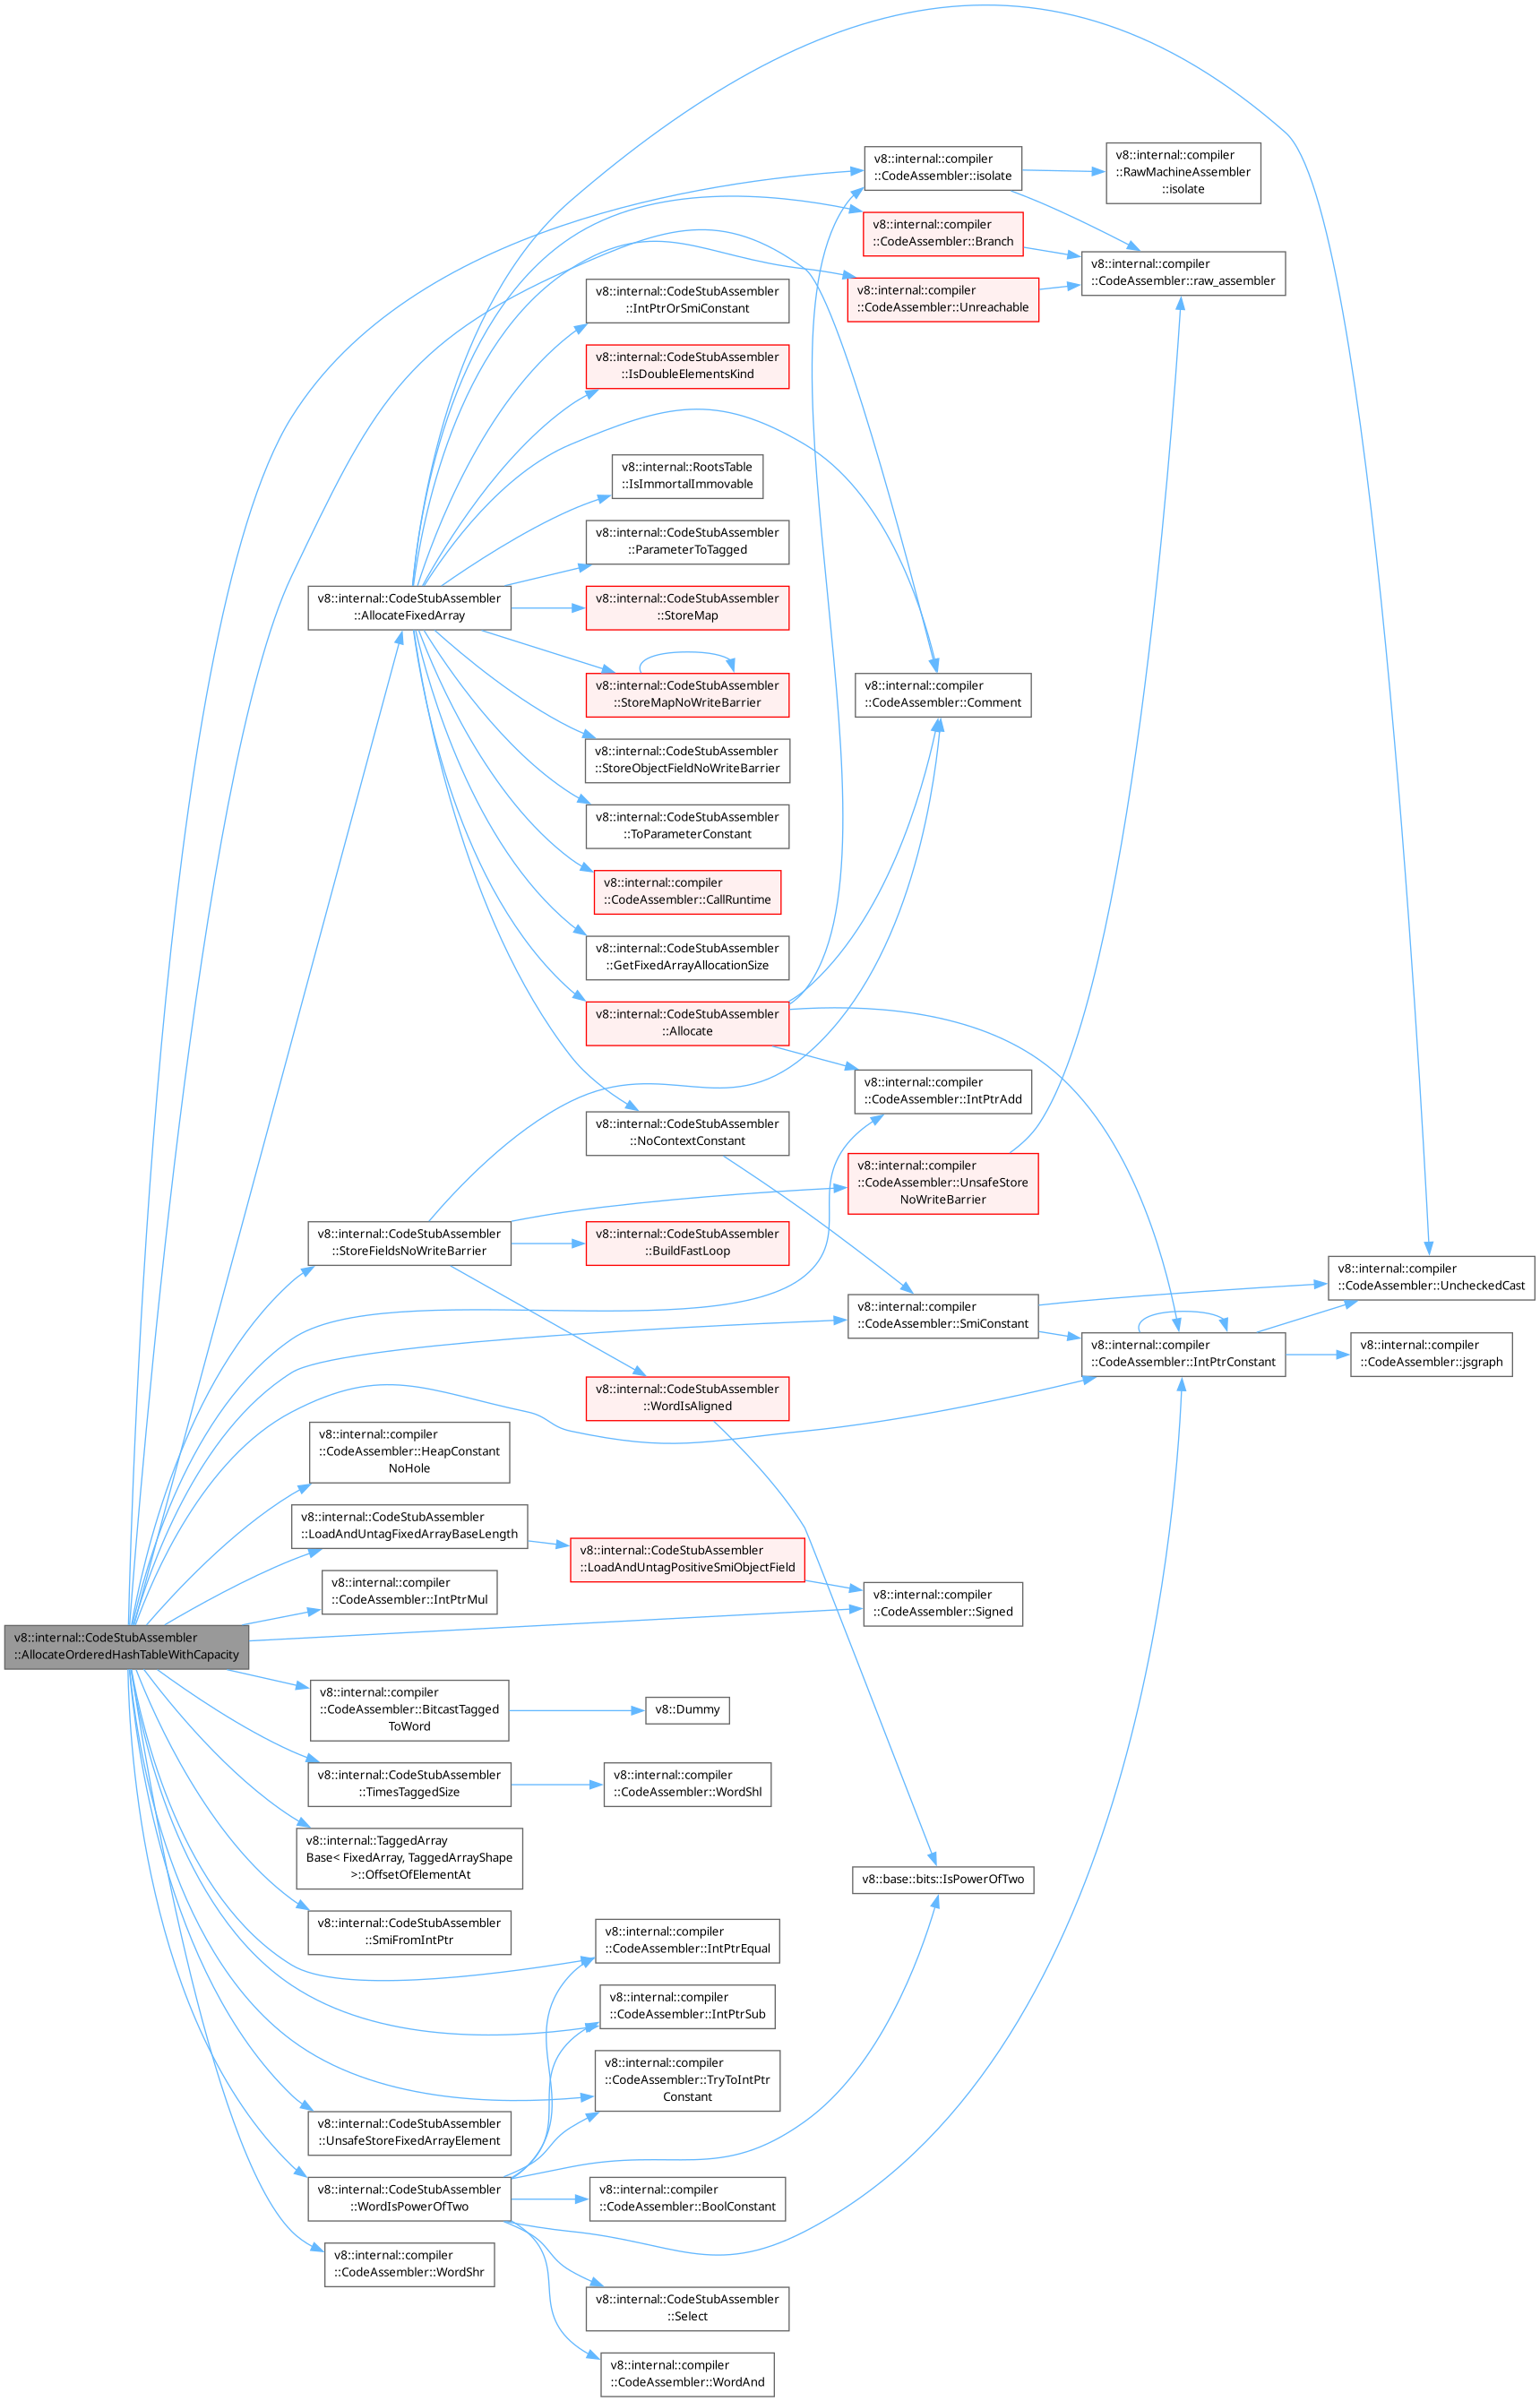 v8::internal::compiler
::CodeAssembler::isolate
v8::internal::compiler
::RawMachineAssembler
::isolate
v8::internal::compiler
::CodeAssembler::Branch
v8::internal::compiler
::CodeAssembler::raw_assembler
v8::internal::compiler
::CodeAssembler::Unreachable
v8::internal::CodeStubAssembler
::IntPtrOrSmiConstant
v8::internal::CodeStubAssembler
::IsDoubleElementsKind
v8::internal::RootsTable
::IsImmortalImmovable
v8::internal::CodeStubAssembler
::ParameterToTagged
v8::internal::CodeStubAssembler
::AllocateFixedArray
v8::internal::CodeStubAssembler
::StoreMap
v8::internal::CodeStubAssembler
::StoreMapNoWriteBarrier
v8::internal::compiler
::CodeAssembler::Comment
v8::internal::CodeStubAssembler
::StoreObjectFieldNoWriteBarrier
v8::internal::CodeStubAssembler
::ToParameterConstant
v8::internal::compiler
::CodeAssembler::CallRuntime
v8::internal::CodeStubAssembler
::GetFixedArrayAllocationSize
v8::internal::CodeStubAssembler
::Allocate
v8::internal::compiler
::CodeAssembler::IntPtrAdd
v8::internal::CodeStubAssembler
::NoContextConstant
v8::internal::compiler
::CodeAssembler::UnsafeStore
NoWriteBarrier
v8::internal::CodeStubAssembler
::StoreFieldsNoWriteBarrier
v8::internal::CodeStubAssembler
::BuildFastLoop
v8::internal::compiler
::CodeAssembler::UncheckedCast
v8::internal::compiler
::CodeAssembler::SmiConstant
v8::internal::compiler
::CodeAssembler::IntPtrConstant
v8::internal::compiler
::CodeAssembler::jsgraph
v8::internal::CodeStubAssembler
::WordIsAligned
v8::internal::compiler
::CodeAssembler::HeapConstant
NoHole
v8::internal::CodeStubAssembler
::LoadAndUntagFixedArrayBaseLength
v8::internal::CodeStubAssembler
::LoadAndUntagPositiveSmiObjectField
v8::internal::compiler
::CodeAssembler::IntPtrMul
v8::internal::compiler
::CodeAssembler::Signed
v8::internal::CodeStubAssembler
::AllocateOrderedHashTableWithCapacity
v8::internal::compiler
::CodeAssembler::BitcastTagged
ToWord
v8::Dummy
v8::internal::CodeStubAssembler
::TimesTaggedSize
v8::internal::compiler
::CodeAssembler::WordShl
v8::internal::TaggedArray
Base< FixedArray, TaggedArrayShape
>::OffsetOfElementAt
v8::base::bits::IsPowerOfTwo
v8::internal::CodeStubAssembler
::SmiFromIntPtr
v8::internal::compiler
::CodeAssembler::IntPtrEqual
v8::internal::compiler
::CodeAssembler::IntPtrSub
v8::internal::compiler
::CodeAssembler::TryToIntPtr
Constant
v8::internal::CodeStubAssembler
::UnsafeStoreFixedArrayElement
v8::internal::CodeStubAssembler
::WordIsPowerOfTwo
v8::internal::compiler
::CodeAssembler::BoolConstant
v8::internal::compiler
::CodeAssembler::WordShr
v8::internal::CodeStubAssembler
::Select
v8::internal::compiler
::CodeAssembler::WordAnd